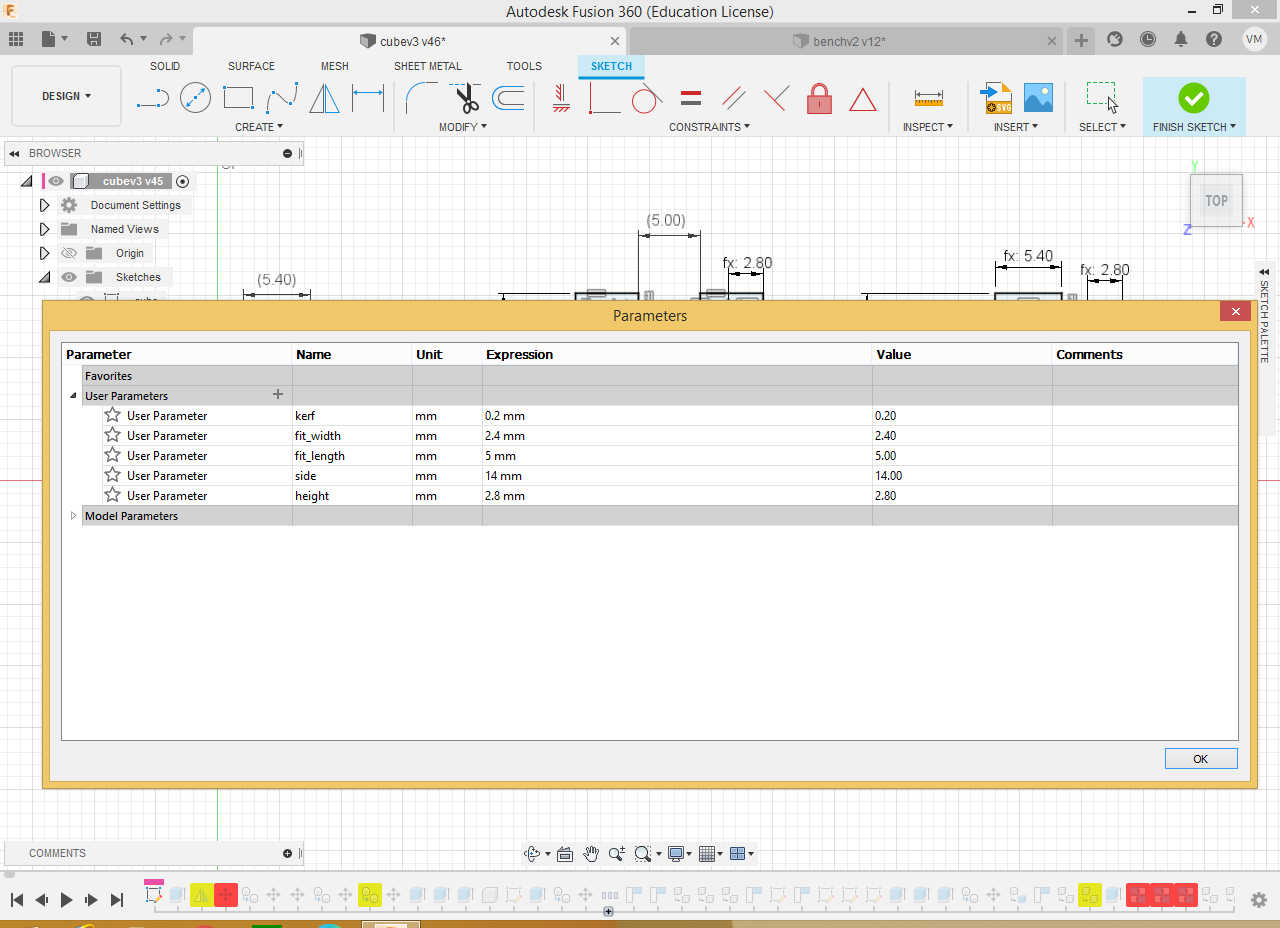 Autodesk Fusion 360 (Education License)
cubev3 v46*
benchv2 v12*
VM
SOLID SURFACE MESH SHEET METAL TOOLS SKETCH
DESIGN
SVG
CREATE MODIFY CONSTRAINTS INSPECT INSERT SELECT FINISH SKETCH
BROWSER
cubev3 v45
Document Settings
Named Views
Origin
Sketches
Y
TOP
X
Z
(5.00)
fx: 2.80
fx: 5.40
fx: 2.80
(5.40)
SKETCH PALETTE
Parameters
Parameter Name Unit Expression Value Comments
Favorites
User Parameters
User Parameter kerf mm 0.2 mm 0.20
User Parameter fit_width mm 2.4 mm 2.40
User Parameter fit_length mm 5 mm 5.00
User Parameter side mm 14 mm 14.00
User Parameter height mm 2.8 mm 2.80
Model Parameters
OK
COMMENTS